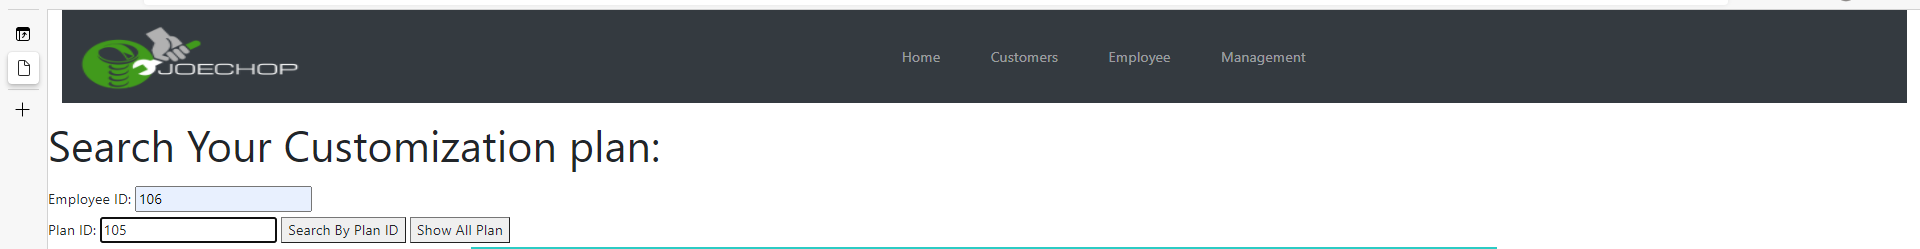 JOECHOP
Home Customers Employee Management
Search Your Customization plan:
Employee ID: 106
Plan ID: 105 Search By Plan ID Show All Plan